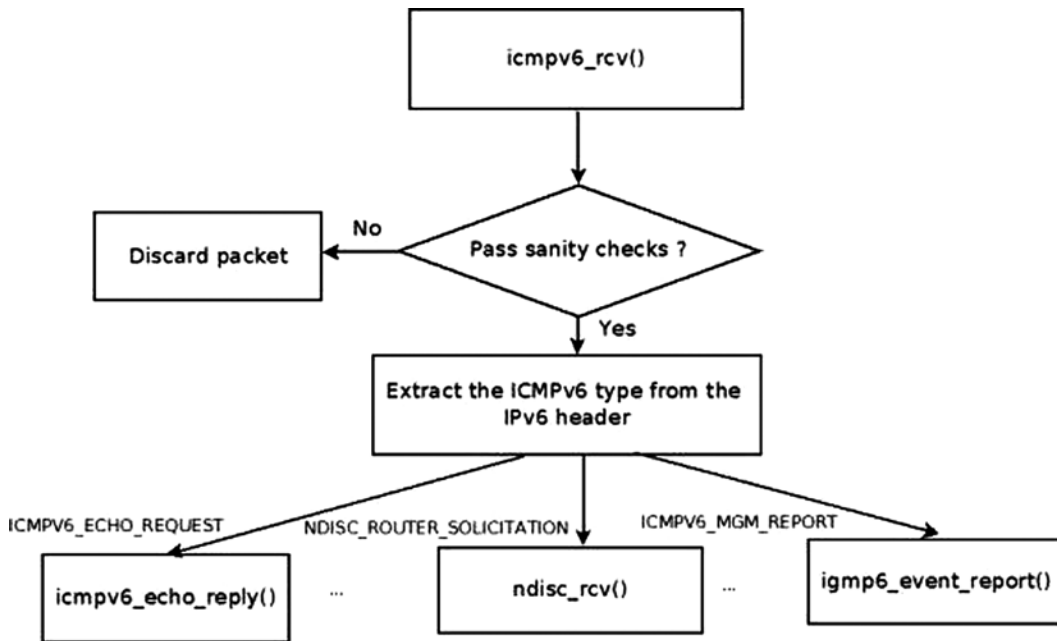 icmpv6_rcv()
Pass sanity checks ?
No
Discard packet
Yes
Extract the ICMPv6 type from the
IPv6 header
ICMPV6_ECHO_REQUEST
NDISC_ROUTER_SOLICITATION
ICMPV6_MGM_REPORT
icmpv6_echo_reply()
...
ndisc_rcv()
...
igmp6_event_report()